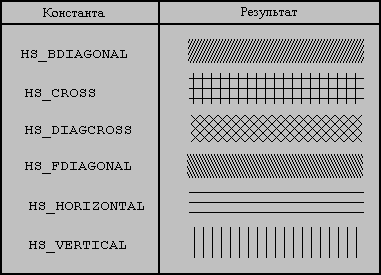 Константа Результат
HS_BDIAGONAL
HS_CROSS
HS_DIAGCROSS
HS_FDIAGONAL
HS_HORIZONTAL
HS_VERTICAL